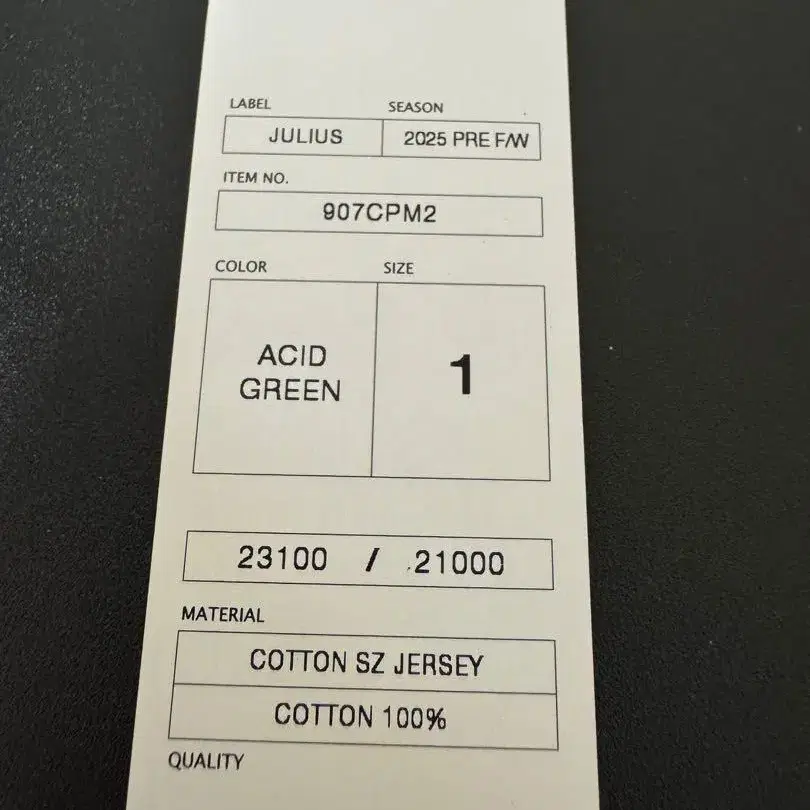 LABEL SEASON
JULIUS 2025 PRE F/W
ITEM NO.
907CPM2
COLOR SIZE
ACID
GREEN
1
23100 / 21000
MATERIAL
COTTON SZ JERSEY
COTTON 100%
QUALITY